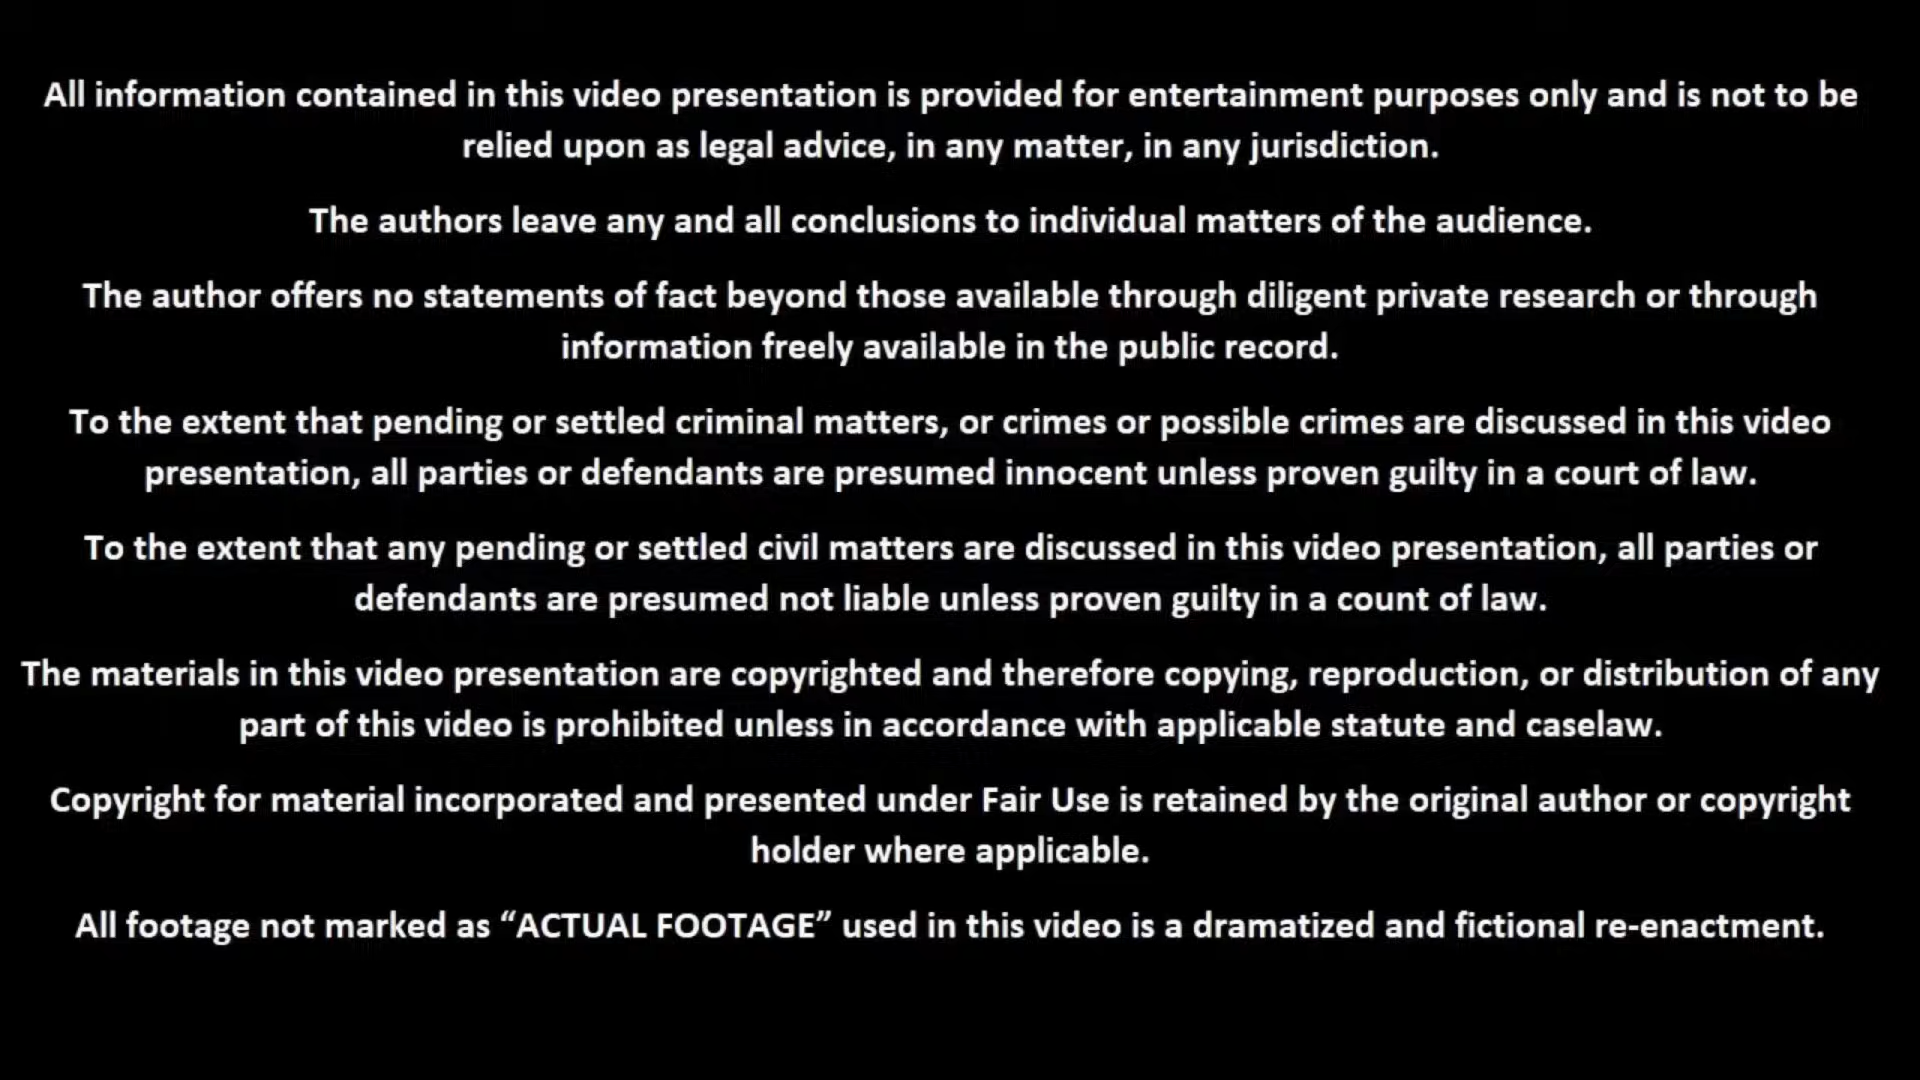 All information contained in this video presentation is provided for entertainment purposes only and is not to be
relied upon as legal advice, in any matter, in any jurisdiction.
The authors leave any and all conclusions to individual matters of the audience.
The author offers no statements of fact beyond those available through diligent private research or through
information freely available in the public record.
To the extent that pending or settled criminal matters, or crimes or possible crimes are discussed in this video
presentation, all parties or defendants are presumed innocent unless proven guilty in a court of law.
To the extent that any pending or settled civil matters are discussed in this video presentation, all parties or
defendants are presumed not liable unless proven guilty in a count of law.
The materials in this video presentation are copyrighted and therefore copying, reproduction, or distribution of any
part of this video is prohibited unless in accordance with applicable statute and caselaw.
Copyright for material incorporated and presented under Fair Use is retained by the original author or copyright
holder where applicable.
All footage not marked as “ACTUAL FOOTAGE” used in this video is a dramatized and fictional re-enactment.